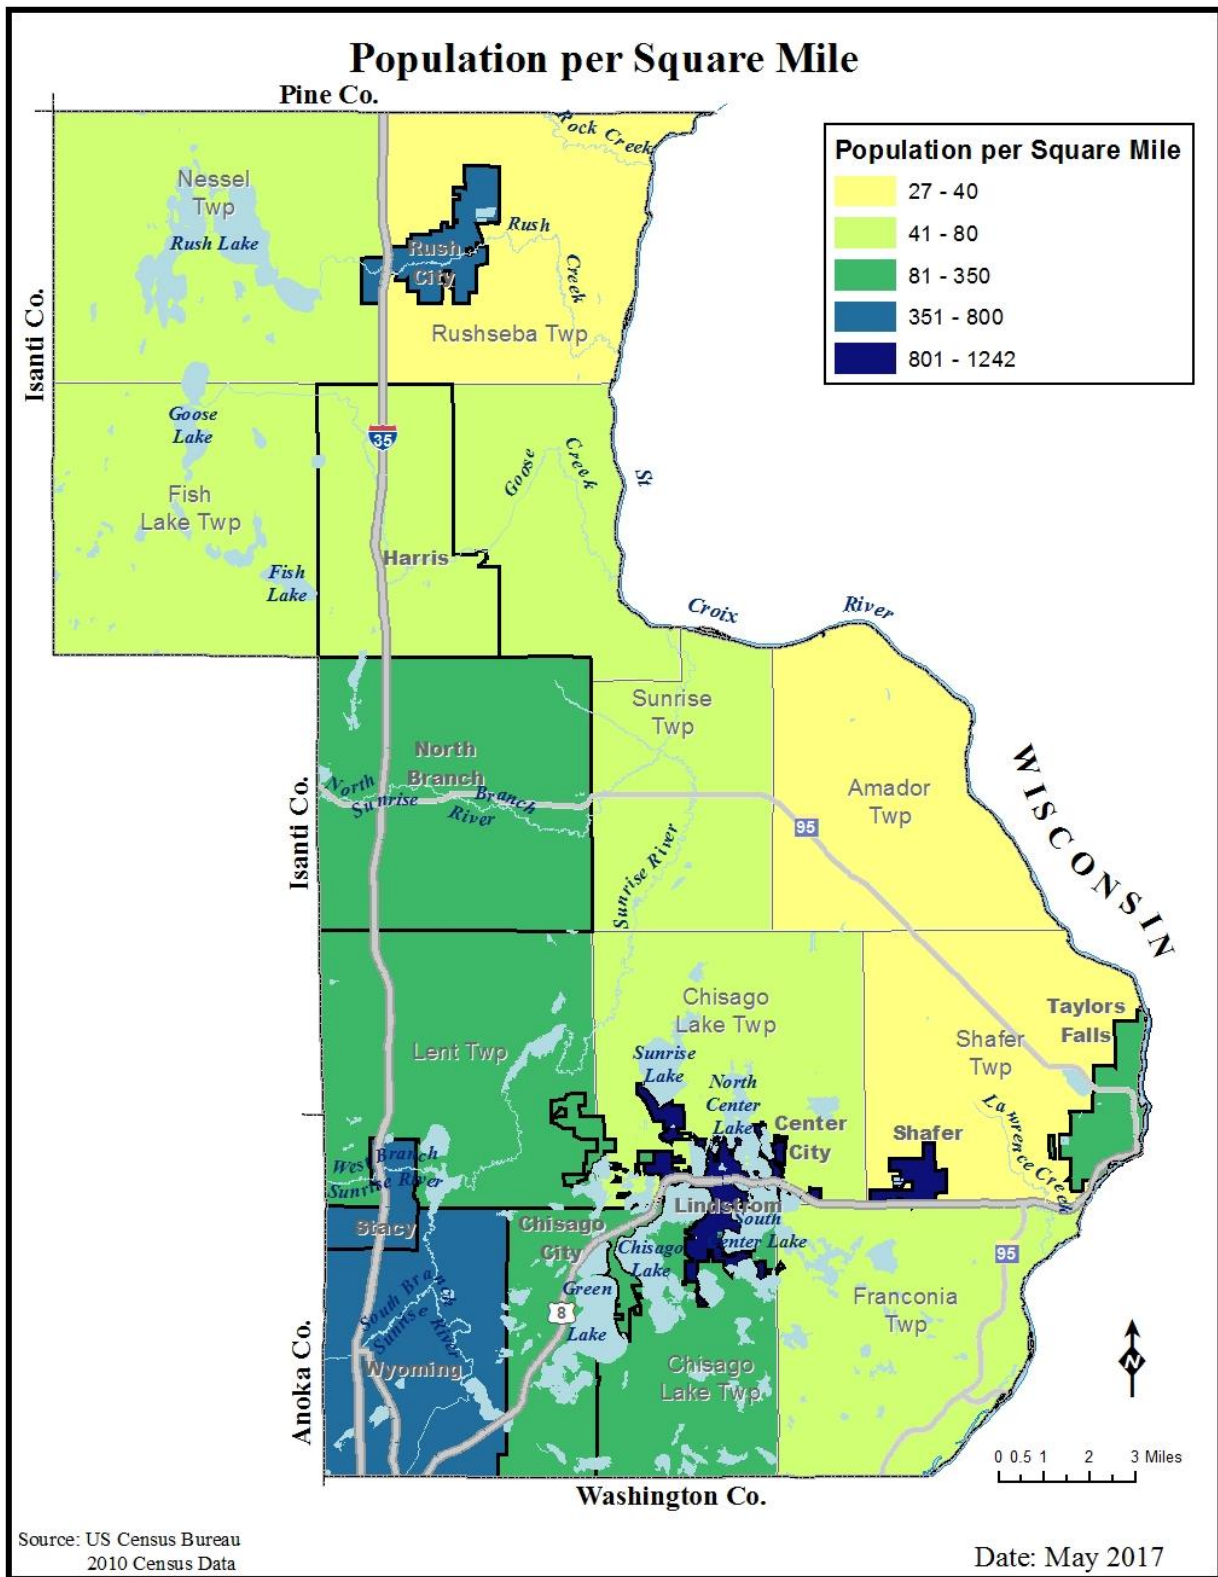 Population per Square Mile
Pine Co.
Population per Square Mile
27 - 40
41 - 80
81 - 350
351 - 800
801 - 1242
Rock Creek
Nessel
Twp
Rush Lake
Rush
City
Rush
Creek
Rushseba Twp
Isanti Co.
Goose
Lake
35
Goose
Creek
St
Fish
Lake Twp
Harris
Fish
Lake
Croix
River
Sunrise
Twp
North
Branch
North
Branch
Sunrise
River
Isanti Co.
Amador
Twp
95
WISCONSIN
Sunrise River
Chisago
Lake Twp
Taylors
Falls
Lent Twp
Shafer
Twp
Sunrise
Lake
North
Center
Lake
Center
City
Shafer
Lawrence Creek
West Branch
Sunrise River
Stacy
Chisago
City
Lindstrom
South
Center Lake
Chisago
Lake
95
Green
Lake
8
South Branch
Sunrise River
Franconia
Twp
Wyoming
Chisago
Lake Twp
Anoka Co.
N
0 0.5 1 2 3 Miles
Washington Co.
Source: US Census Bureau
2010 Census Data
Date: May 2017